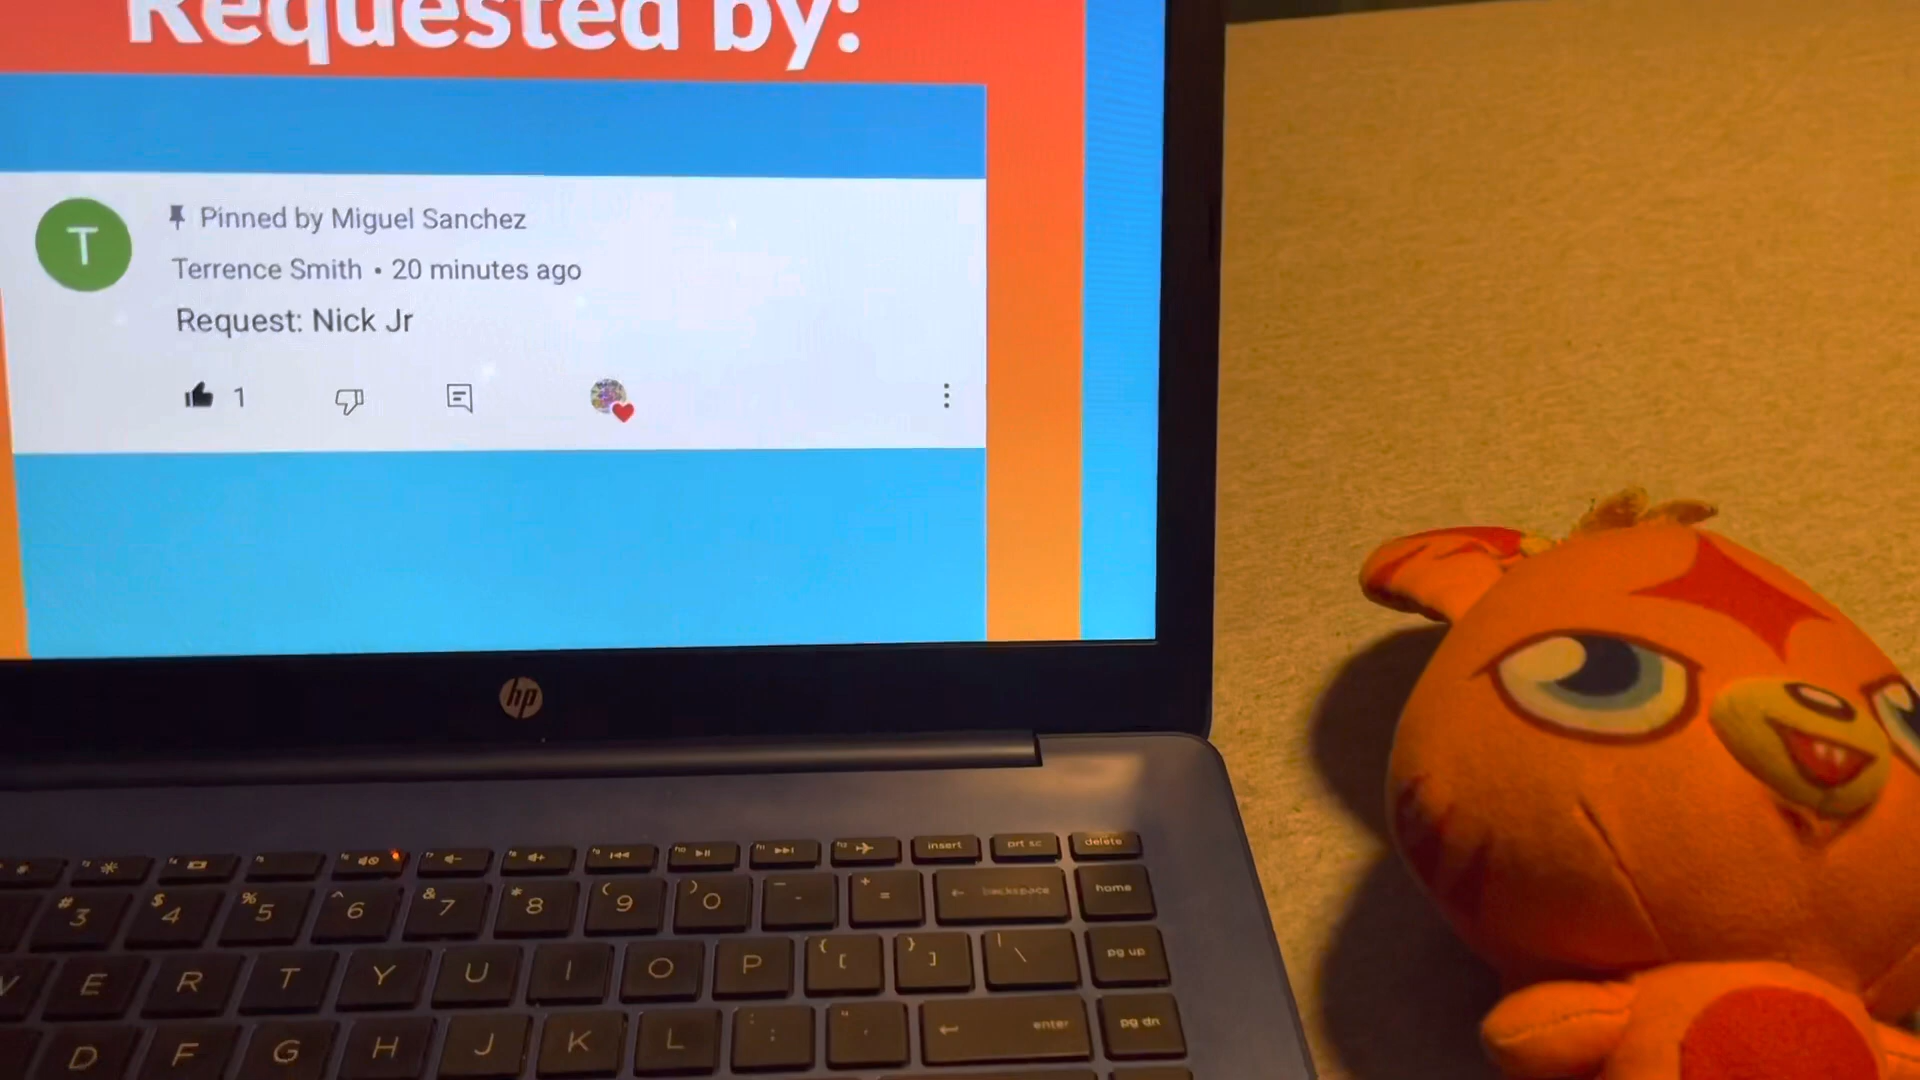 Requested by:
T
Pinned by Miguel Sanchez
Terrence Smith • 20 minutes ago
Request: Nick Jr
1
hp
insert prt sc delete
# 3 $ 4 % 5 ^ 6 & 7 * 8 ( 9 ) 0 - + = backspace home
E R T Y U I O P { [ } ] | \ pg up
D F G H J K L : ; " ' enter pg dn